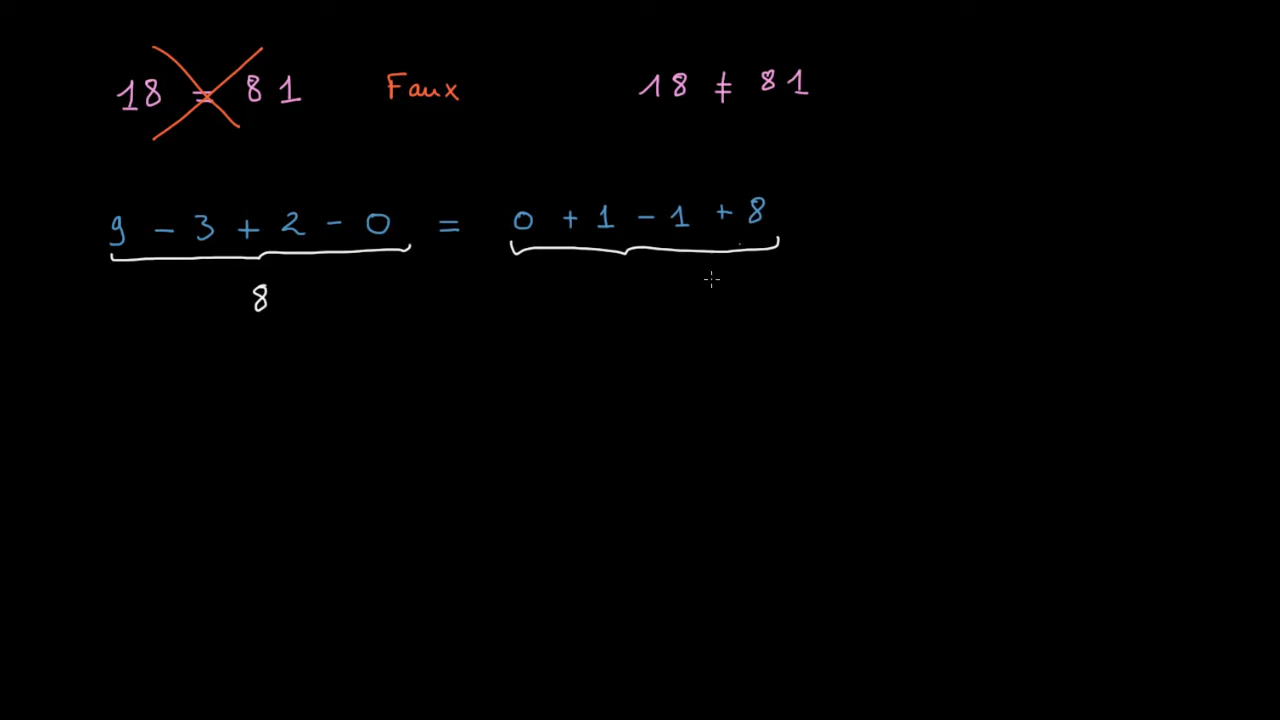 18 = 81 Faux 18 ≠ 81
9 - 3 + 2 - 0 = 0 + 1 - 1 + 8
8